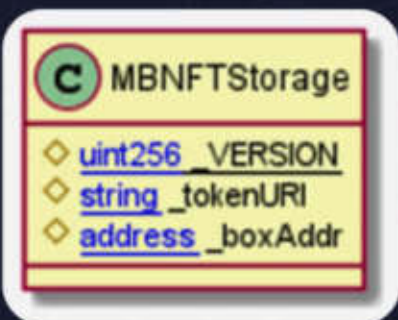 C MBNFTStorage
uint256 _VERSION
string _tokenURI
address _boxAddr